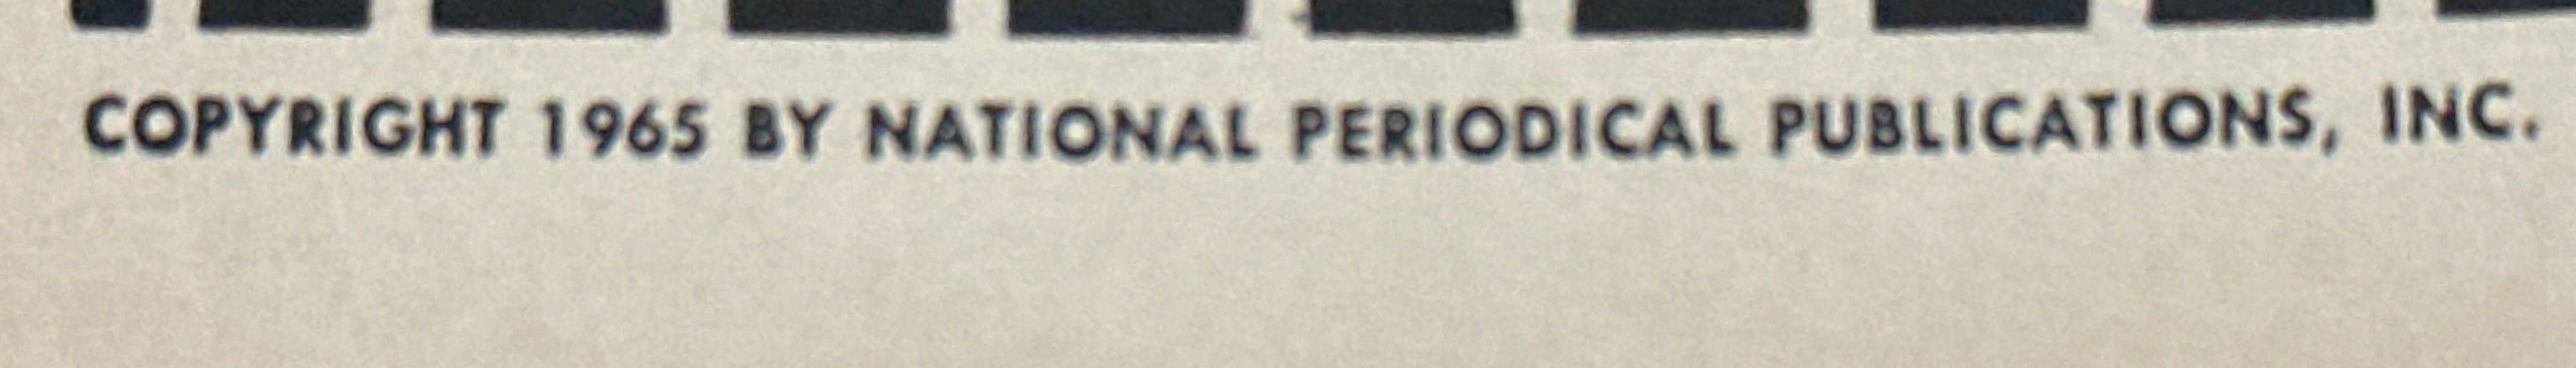 COPYRIGHT 1965 BY NATIONAL PERIODICAL PUBLICATIONS, INC.